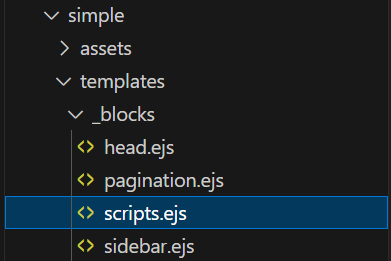 simple
assets
templates
_blocks
head.ejs
pagination.ejs
scripts.ejs
sidebar.ejs